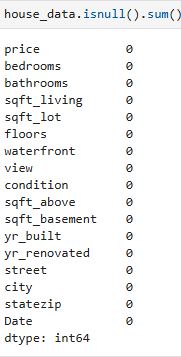 house_data.isnull().sum()
price 0
bedrooms 0
bathrooms 0
sqft_living 0
sqft_lot 0
floors 0
waterfront 0
view 0
condition 0
sqft_above 0
sqft_basement 0
yr_built 0
yr_renovated 0
street 0
city 0
statezip 0
Date 0
dtype: int64